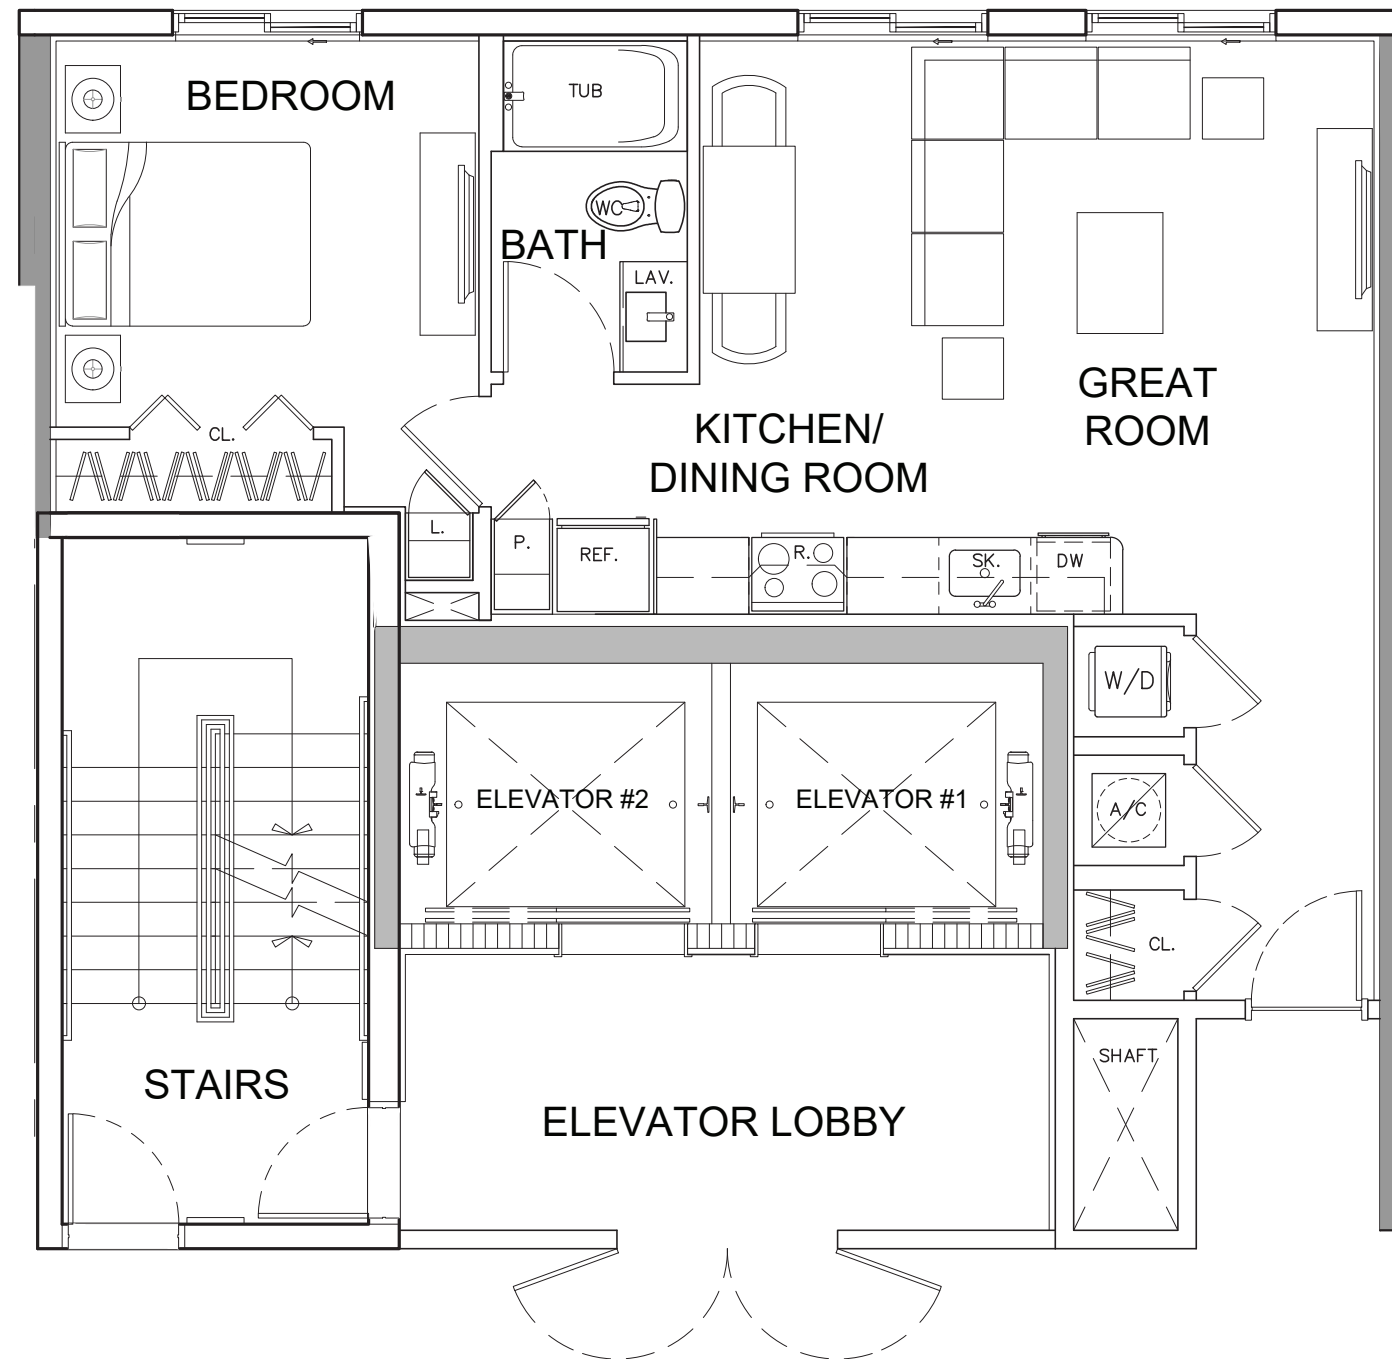 BEDROOM
TUB
WC
BATH
LAV.
GREAT
ROOM
CL.
KITCHEN/
DINING ROOM
L.
P.
REF.
R.
SK.
DW
W/D
ELEVATOR #2
ELEVATOR #1
A/C
CL.
STAIRS
SHAFT
ELEVATOR LOBBY